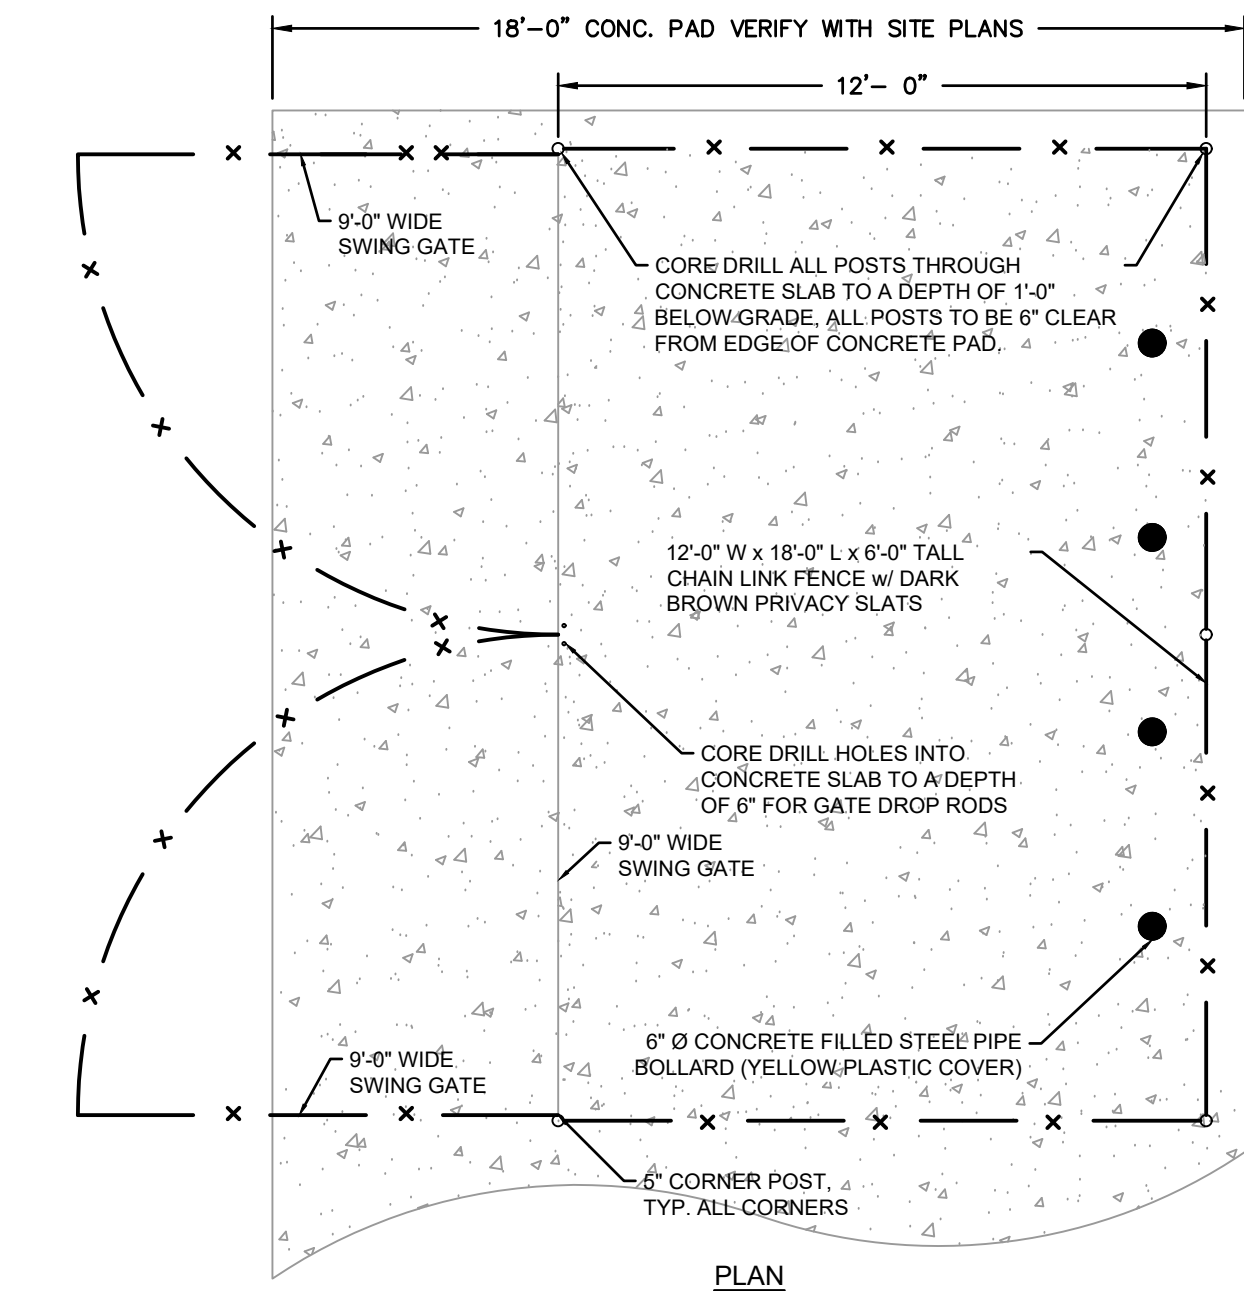 18'-0" CONC. PAD VERIFY WITH SITE PLANS
12'- 0"
9'-0" WIDE
SWING GATE
CORE DRILL ALL POSTS THROUGH
CONCRETE SLAB TO A DEPTH OF 1'-0"
BELOW GRADE, ALL POSTS TO BE 6" CLEAR
FROM EDGE OF CONCRETE PAD.
12'-0" W x 18'-0" L x 6'-0" TALL
CHAIN LINK FENCE w/ DARK
BROWN PRIVACY SLATS
CORE DRILL HOLES INTO
CONCRETE SLAB TO A DEPTH
OF 6" FOR GATE DROP RODS
9'-0" WIDE
SWING GATE
6" Ø CONCRETE FILLED STEEL PIPE
BOLLARD (YELLOW PLASTIC COVER)
9'-0" WIDE
SWING GATE
5" CORNER POST,
TYP. ALL CORNERS
PLAN